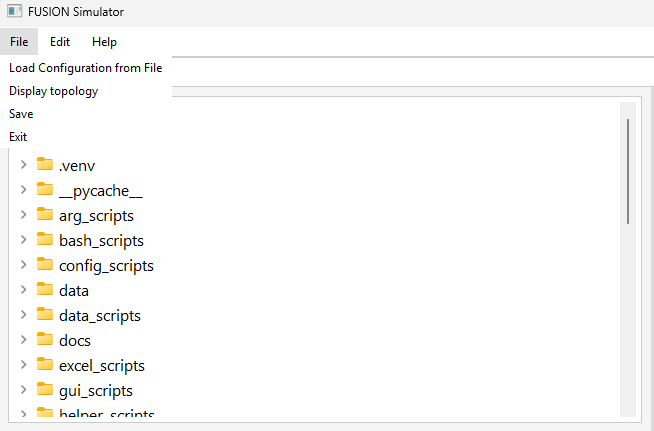 FUSION Simulator
File Edit Help
Load Configuration from File
Display topology
Save
Exit
.venv
__pycache__
arg_scripts
bash_scripts
config_scripts
data
data_scripts
docs
excel_scripts
gui_scripts
helper_scripts